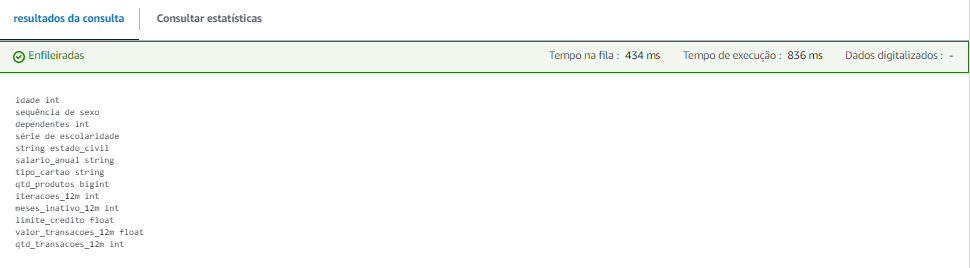 resultados da consulta
Consultar estatísticas
Enfileiradas
Tempo na fila : 434 ms
Tempo de execução : 836 ms
Dados digitalizados : -
idade int
sequência de sexo
dependentes int
série de escolaridade
string estado_civil
salario_anual string
tipo_cartao string
qtd_produtos bigint
iteracoes_12m int
meses_inativo_12m int
limite_credito float
valor_transacoes_12m float
qtd_transacoes_12m int